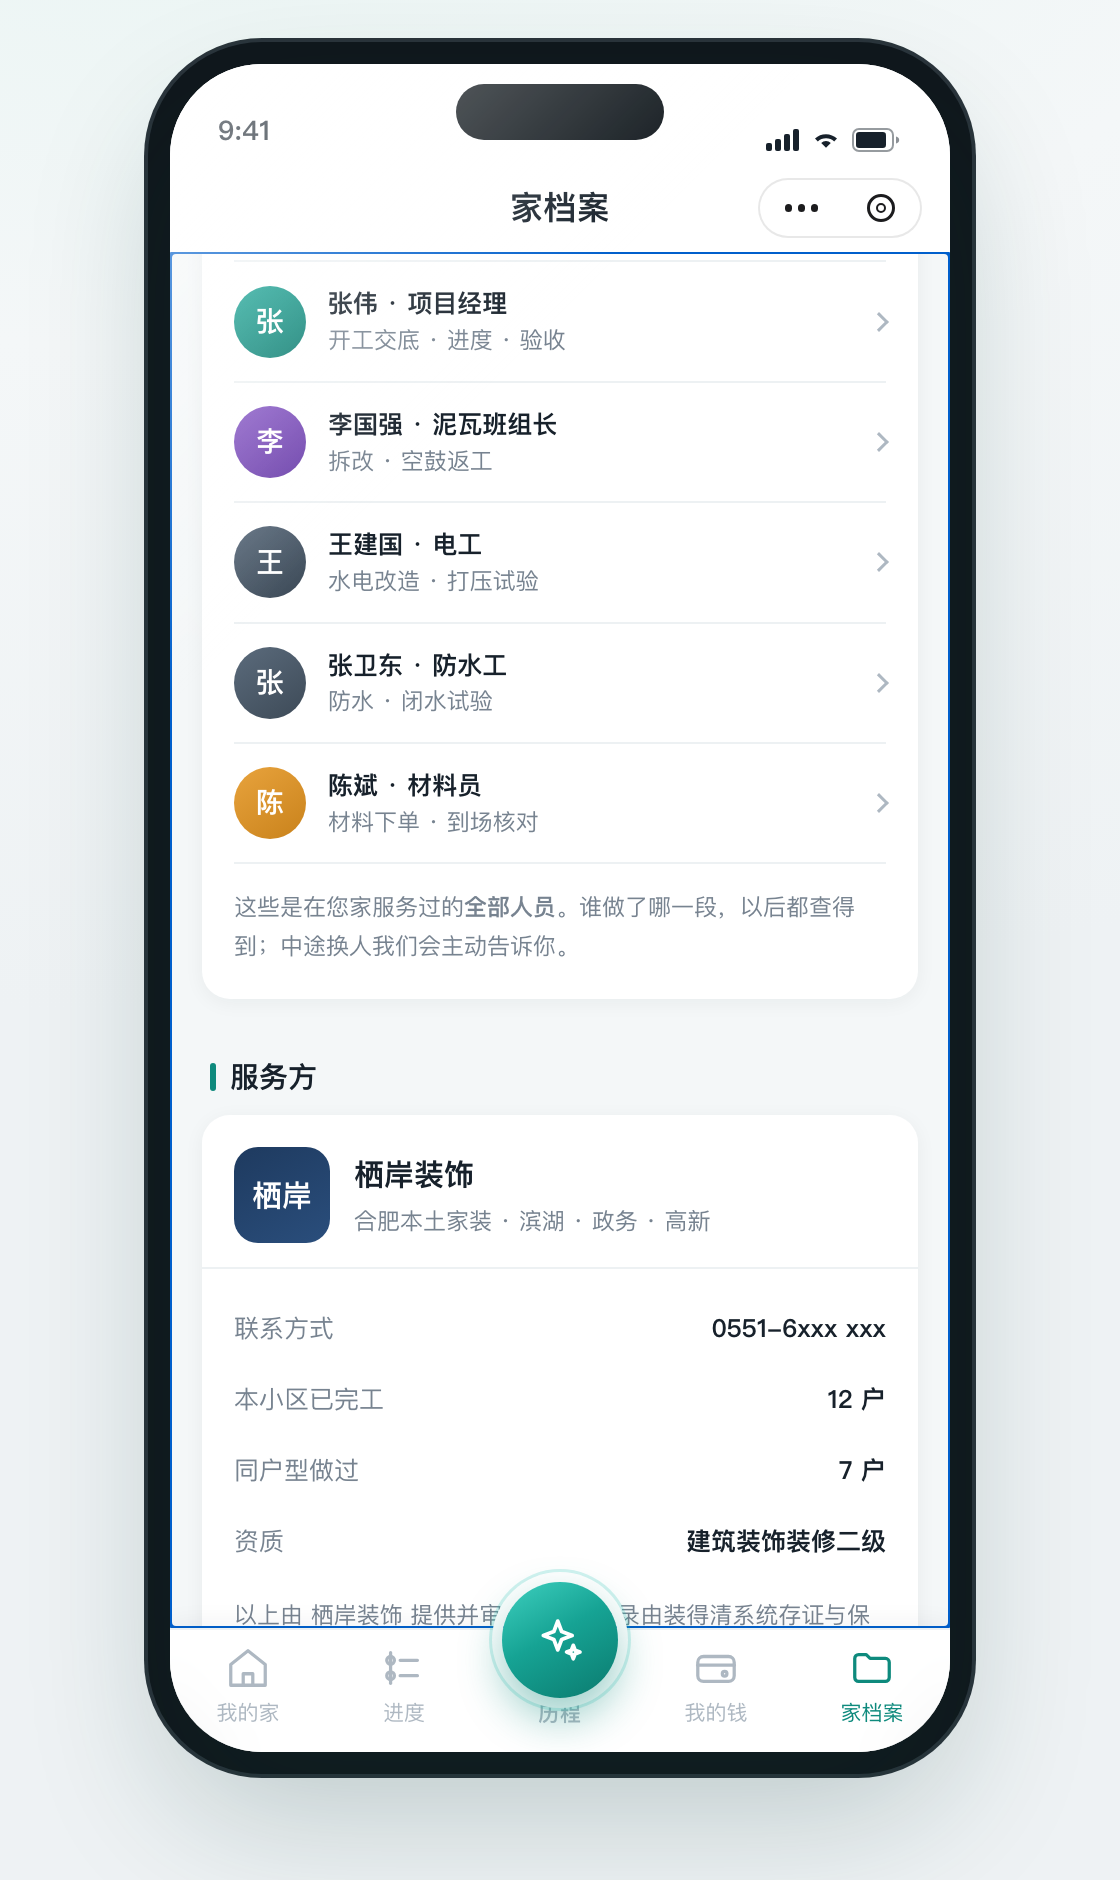 9:41
家档案
张
张伟 · 项目经理
开工交底 · 进度 · 验收
李
李国强 · 泥瓦班组长
拆改 · 空鼓返工
王
王建国 · 电工
水电改造 · 打压试验
张
张卫东 · 防水工
防水 · 闭水试验
陈
陈斌 · 材料员
材料下单 · 到场核对
这些是在您家服务过的全部人员。谁做了哪一段，以后都查得
到；中途换人我们会主动告诉你。
服务方
栖岸
栖岸装饰
合肥本土家装 · 滨湖 · 政务 · 高新
联系方式 0551-6xxx xxx
本小区已完工 12 户
同户型做过 7 户
资质 建筑装饰装修二级
以上由 栖岸装饰 提供并审 录由装得清系统存证与保
我的家
进度
历程
我的钱
家档案